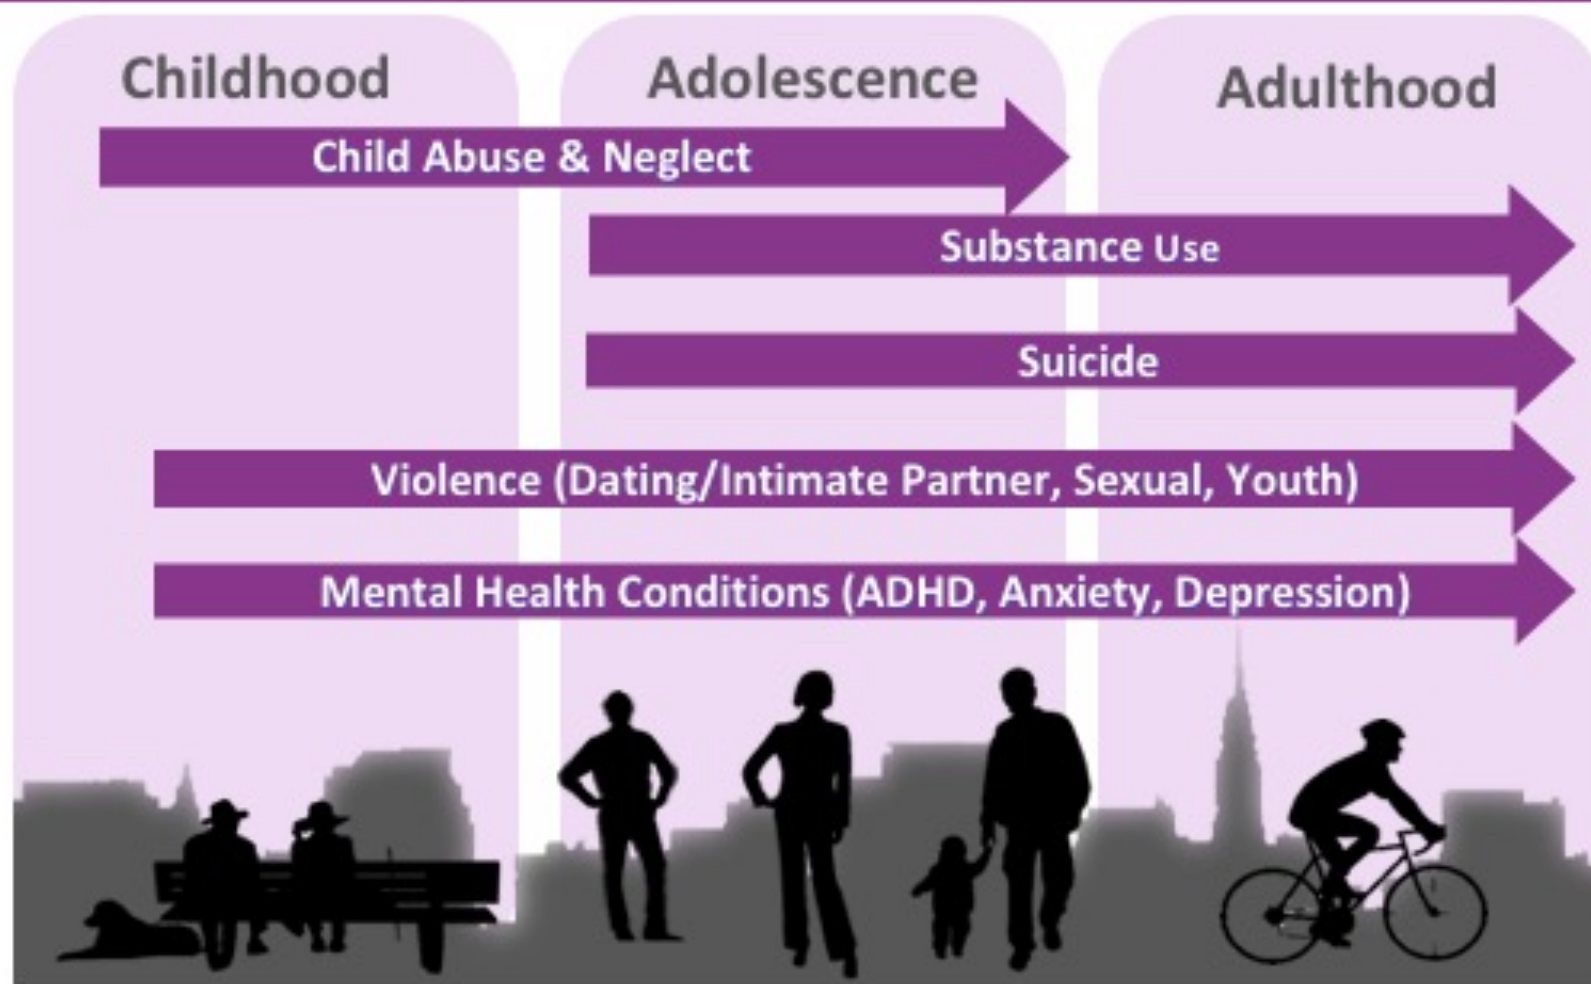 Childhood
Adolescence
Adulthood
Child Abuse & Neglect
Substance Use
Suicide
Violence (Dating/Intimate Partner, Sexual, Youth)
Mental Health Conditions (ADHD, Anxiety, Depression)